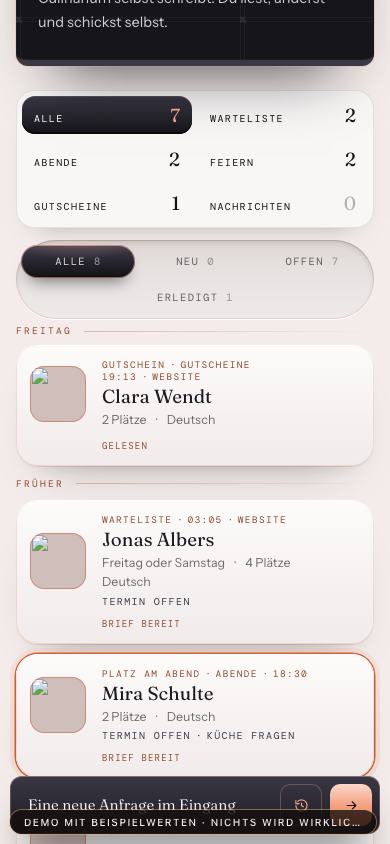 und schickst selbst.
ALLE 7
WARTELISTE 2
ABENDE 2
FEIERN 2
GUTSCHEINE 1
NACHRICHTEN 0
ALLE 8
NEU 0
OFFEN 7
ERLEDIGT 1
FREITAG
GUTSCHEIN · GUTSCHEINE
19:13 · WEBSITE
Clara Wendt
2 Plätze · Deutsch
GELESEN
FRÜHER
WARTELISTE · 03:05 · WEBSITE
Jonas Albers
Freitag oder Samstag · 4 Plätze
Deutsch
TERMIN OFFEN
BRIEF BEREIT
PLATZ AM ABEND · ABENDE · 18:30
Mira Schulte
2 Plätze · Deutsch
TERMIN OFFEN · KÜCHE FRAGEN
BRIEF BEREIT
Eine neue Anfrage im Eingang
DEMO MIT BEISPIELWERTEN · NICHTS WIRD WIRKLIC…